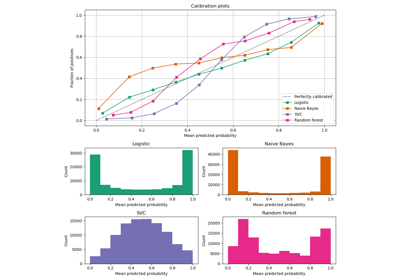 Calibration plots
1.0
0.8
0.6
0.4
0.2
0.0
Fraction of positives
0.0 0.2 0.4 0.6 0.8 1.0
Mean predicted probability
Perfectly calibrated
Logistic
Naive Bayes
SVC
Random forest
Logistic
30000
20000
10000
0
Count
0.0 0.2 0.4 0.6 0.8 1.0
Mean predicted probability
Naive Bayes
40000
20000
0
Count
0.0 0.2 0.4 0.6 0.8 1.0
Mean predicted probability
SVC
15000
10000
5000
0
Count
0.0 0.2 0.4 0.6 0.8 1.0
Mean predicted probability
Random forest
20000
15000
10000
5000
0
Count
0.0 0.2 0.4 0.6 0.8 1.0
Mean predicted probability